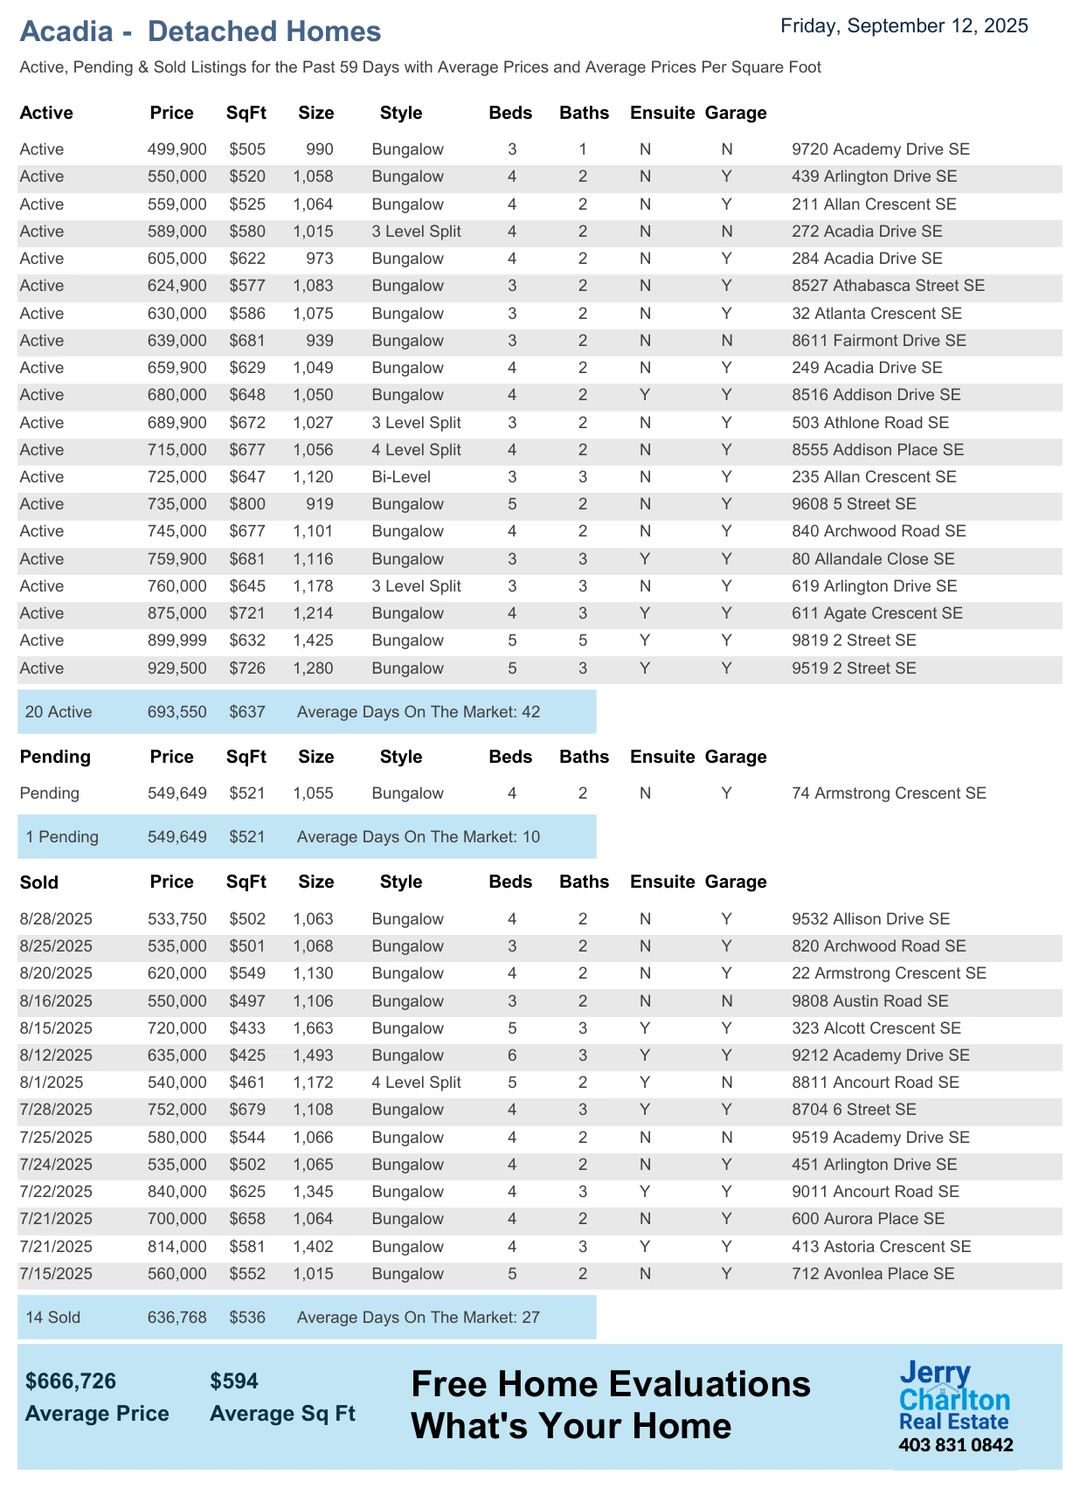 Acadia - Detached Homes
Friday, September 12, 2025
Active, Pending & Sold Listings for the Past 59 Days with Average Prices and Average Prices Per Square Foot
Active Price SqFt Size Style Beds Baths Ensuite Garage
Active 499,900 $505 990 Bungalow 3 1 N N 9720 Academy Drive SE
Active 550,000 $520 1,058 Bungalow 4 2 N Y 439 Arlington Drive SE
Active 559,000 $525 1,064 Bungalow 4 2 N Y 211 Allan Crescent SE
Active 589,000 $580 1,015 3 Level Split 4 2 N N 272 Acadia Drive SE
Active 605,000 $622 973 Bungalow 4 2 N Y 284 Acadia Drive SE
Active 624,900 $577 1,083 Bungalow 3 2 N Y 8527 Athabasca Street SE
Active 630,000 $586 1,075 Bungalow 3 2 N Y 32 Atlanta Crescent SE
Active 639,000 $681 939 Bungalow 3 2 N N 8611 Fairmont Drive SE
Active 659,900 $629 1,049 Bungalow 4 2 N Y 249 Acadia Drive SE
Active 680,000 $648 1,050 Bungalow 4 2 Y Y 8516 Addison Drive SE
Active 689,900 $672 1,027 3 Level Split 3 2 N Y 503 Athlone Road SE
Active 715,000 $677 1,056 4 Level Split 4 2 N Y 8555 Addison Place SE
Active 725,000 $647 1,120 Bi-Level 3 3 N Y 235 Allan Crescent SE
Active 735,000 $800 919 Bungalow 5 2 N Y 9608 5 Street SE
Active 745,000 $677 1,101 Bungalow 4 2 N Y 840 Archwood Road SE
Active 759,900 $681 1,116 Bungalow 3 3 Y Y 80 Allandale Close SE
Active 760,000 $645 1,178 3 Level Split 3 3 N Y 619 Arlington Drive SE
Active 875,000 $721 1,214 Bungalow 4 3 Y Y 611 Agate Crescent SE
Active 899,999 $632 1,425 Bungalow 5 5 Y Y 9819 2 Street SE
Active 929,500 $726 1,280 Bungalow 5 3 Y Y 9519 2 Street SE
20 Active 693,550 $637 Average Days On The Market: 42
Pending Price SqFt Size Style Beds Baths Ensuite Garage
Pending 549,649 $521 1,055 Bungalow 4 2 N Y 74 Armstrong Crescent SE
1 Pending 549,649 $521 Average Days On The Market: 10
Sold Price SqFt Size Style Beds Baths Ensuite Garage
8/28/2025 533,750 $502 1,063 Bungalow 4 2 N Y 9532 Allison Drive SE
8/25/2025 535,000 $501 1,068 Bungalow 3 2 N Y 820 Archwood Road SE
8/20/2025 620,000 $549 1,130 Bungalow 4 2 N Y 22 Armstrong Crescent SE
8/16/2025 550,000 $497 1,106 Bungalow 3 2 N N 9808 Austin Road SE
8/15/2025 720,000 $433 1,663 Bungalow 5 3 Y Y 323 Alcott Crescent SE
8/12/2025 635,000 $425 1,493 Bungalow 6 3 Y Y 9212 Academy Drive SE
8/1/2025 540,000 $461 1,172 4 Level Split 5 2 Y N 8811 Ancourt Road SE
7/28/2025 752,000 $679 1,108 Bungalow 4 3 Y Y 8704 6 Street SE
7/25/2025 580,000 $544 1,066 Bungalow 4 2 N N 9519 Academy Drive SE
7/24/2025 535,000 $502 1,065 Bungalow 4 2 N Y 451 Arlington Drive SE
7/22/2025 840,000 $625 1,345 Bungalow 4 3 Y Y 9011 Ancourt Road SE
7/21/2025 700,000 $658 1,064 Bungalow 4 2 N Y 600 Aurora Place SE
7/21/2025 814,000 $581 1,402 Bungalow 4 3 Y Y 413 Astoria Crescent SE
7/15/2025 560,000 $552 1,015 Bungalow 5 2 N Y 712 Avonlea Place SE
14 Sold 636,768 $536 Average Days On The Market: 27
$666,726 $594
Average Price Average Sq Ft
Free Home Evaluations
What's Your Home
Jerry
Charlton
Real Estate
403 831 0842